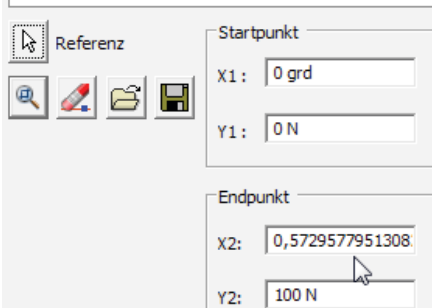 Referenz
Startpunkt
X1: 0 grd
Y1: 0 N
Endpunkt
X2: 0,5729577951308
Y2: 100 N